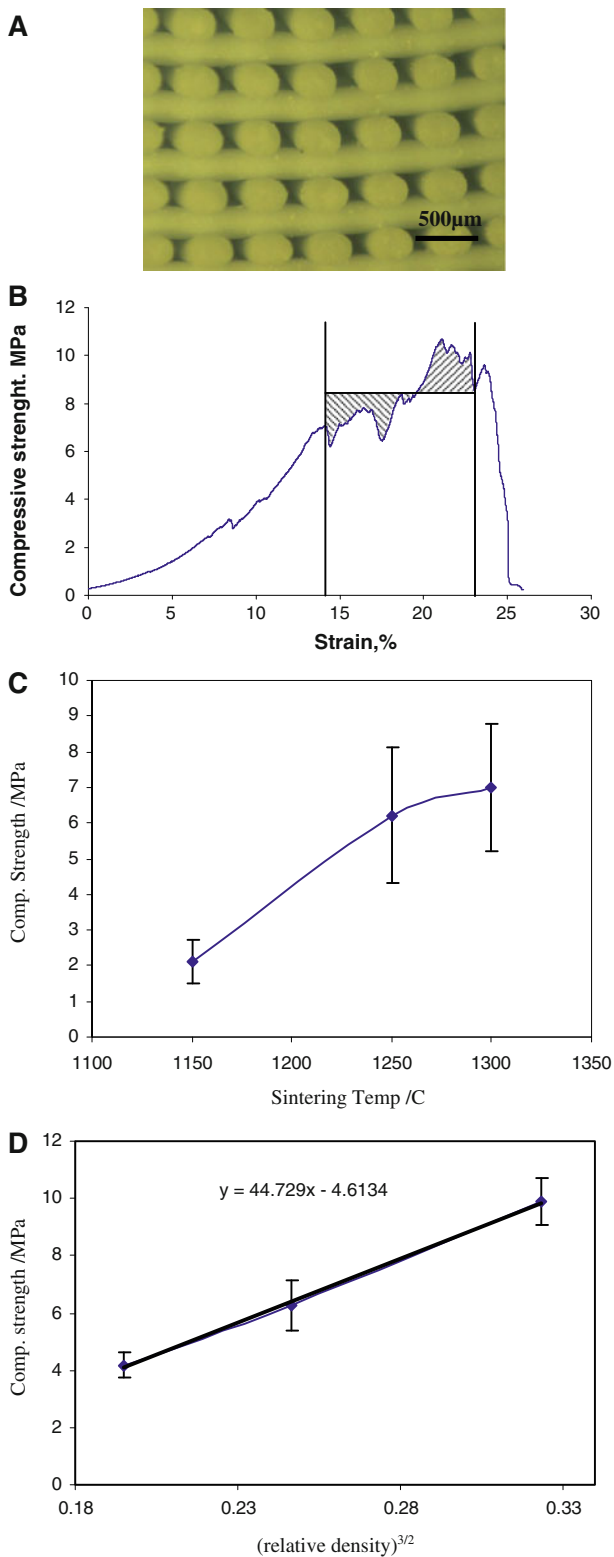 A
500μm
B
Compressive strenght. MPa
12
10
8
6
4
2
0
0 5 10 15 20 25 30
Strain,%
C
Comp. Strength /MPa
10
9
8
7
6
5
4
3
2
1
0
1100 1150 1200 1250 1300 1350
Sintering Temp /C
D
Comp. strength /MPa
12
10
8
6
4
2
0
y = 44.729x - 4.6134
0.18 0.23 0.28 0.33
(relative density)3/2